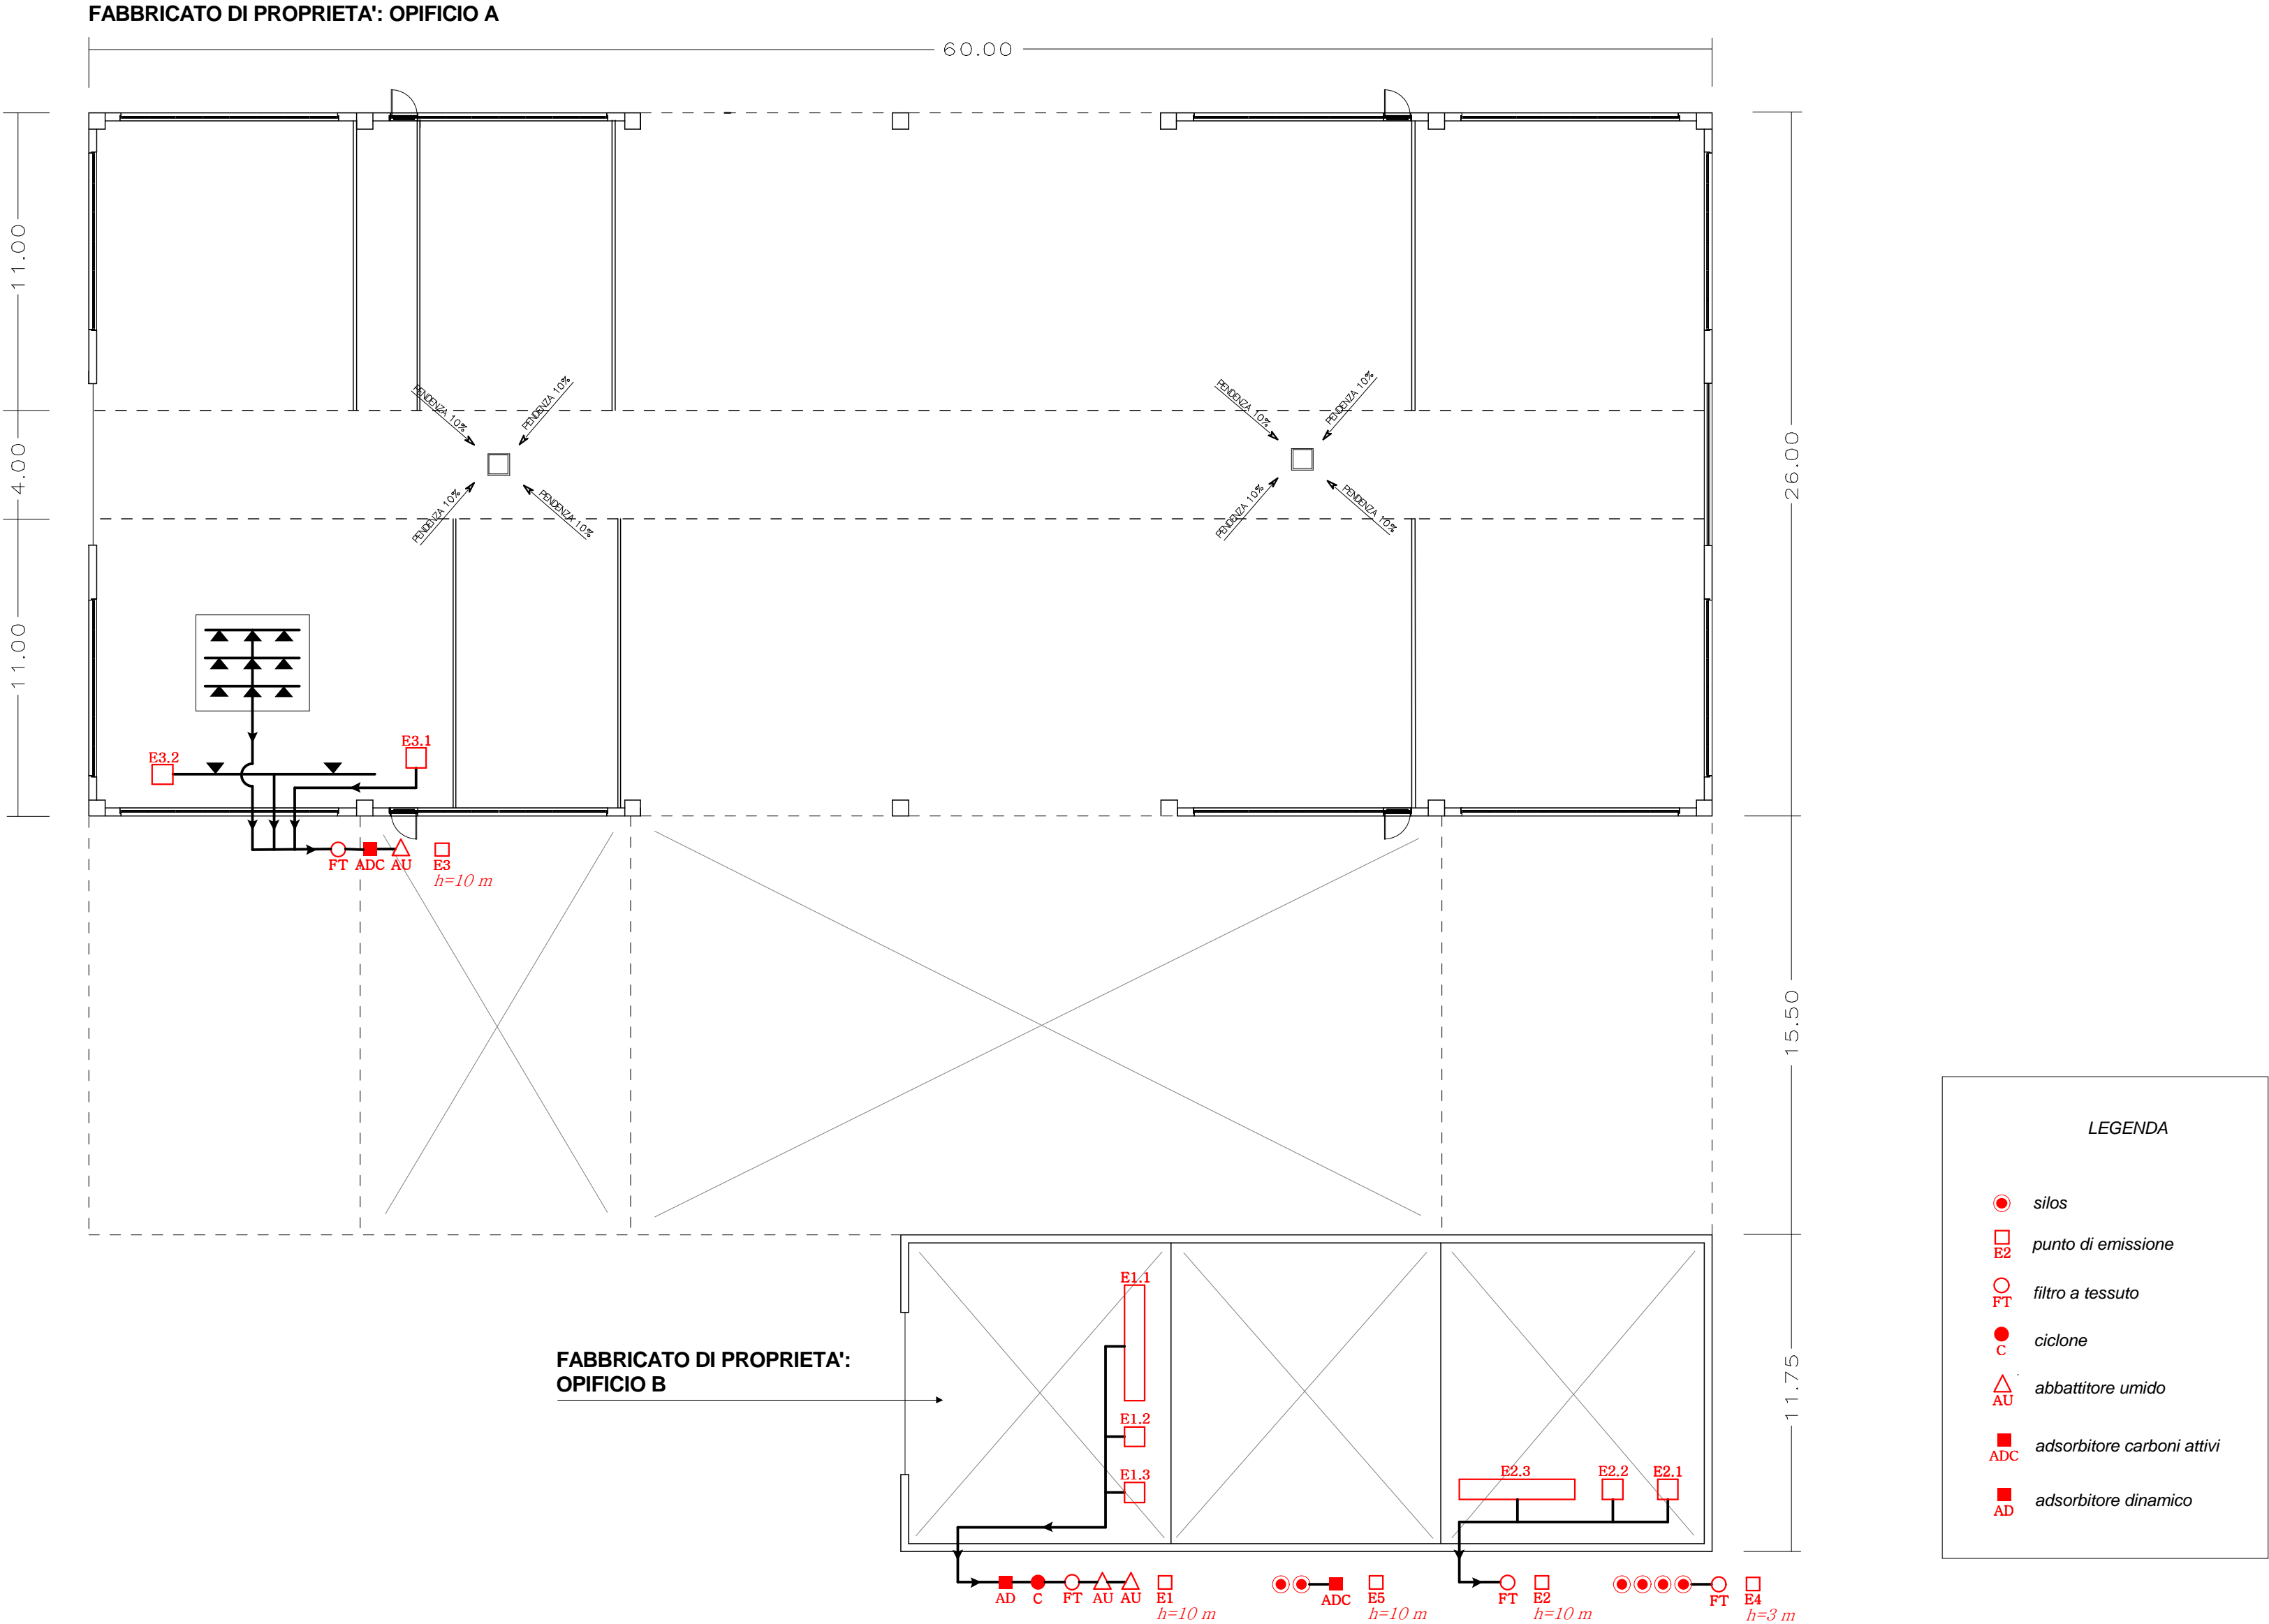 FABBRICATO DI PROPRIETA': OPIFICIO A
60.00
11.00
4.00
11.00
26.00
15.50
11.75
PENDENZA 10%
PENDENZA 10%
PENDENZA 10%
PENDENZA 10%
PENDENZA 10%
PENDENZA 10%
PENDENZA 10%
PENDENZA 10%
E3.2
E3.1
FT ADC AU E3
h=10 m
FABBRICATO DI PROPRIETA':
OPIFICIO B
E1.1
E1.2
E1.3
E2.3 E2.2 E2.1
AD C FT AU AU E1
h=10 m
ADC E5
h=10 m
FT E2
h=10 m
FT E4
h=3 m
LEGENDA
silos
E2 punto di emissione
FT filtro a tessuto
C ciclone
AU abbattitore umido
ADC adsorbitore carboni attivi
AD adsorbitore dinamico